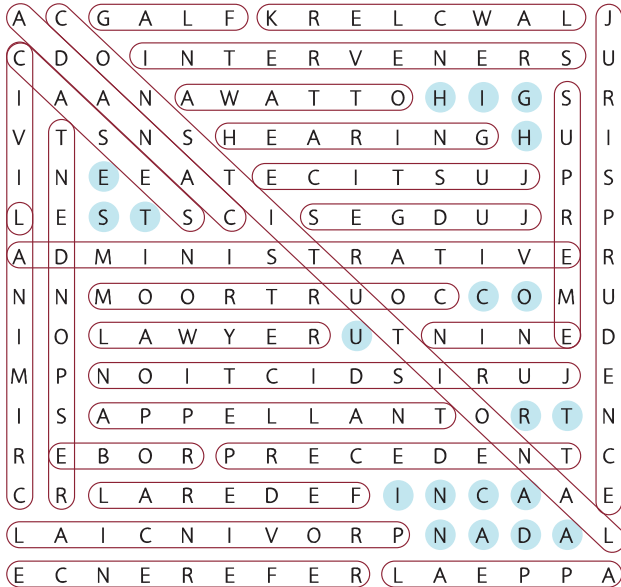 A C G A L F K R E L C W A L J
C D O I N T E R V E N E R S U
I A A N A W A T T O H I G S R
V T S N S H E A R I N G H U I
I N E E A T E C I T S U J P S
L E S T S C I S E G D U J R P
A D M I N I S T R A T I V E R
N N M O O R T R U O C C O M U
I O L A W Y E R U T N I N E D
M P N O I T C I D S I R U J E
I S A P P E L L A N T O R T N
R E B O R P R E C E D E N T C
C R L A R E D E F I N C A A E
L A I C N I V O R P N A D A L
E C N E R E F E R L A E P P A